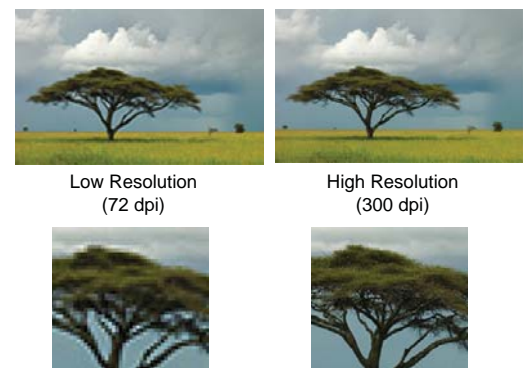 Low Resolution
(72 dpi)
High Resolution
(300 dpi)